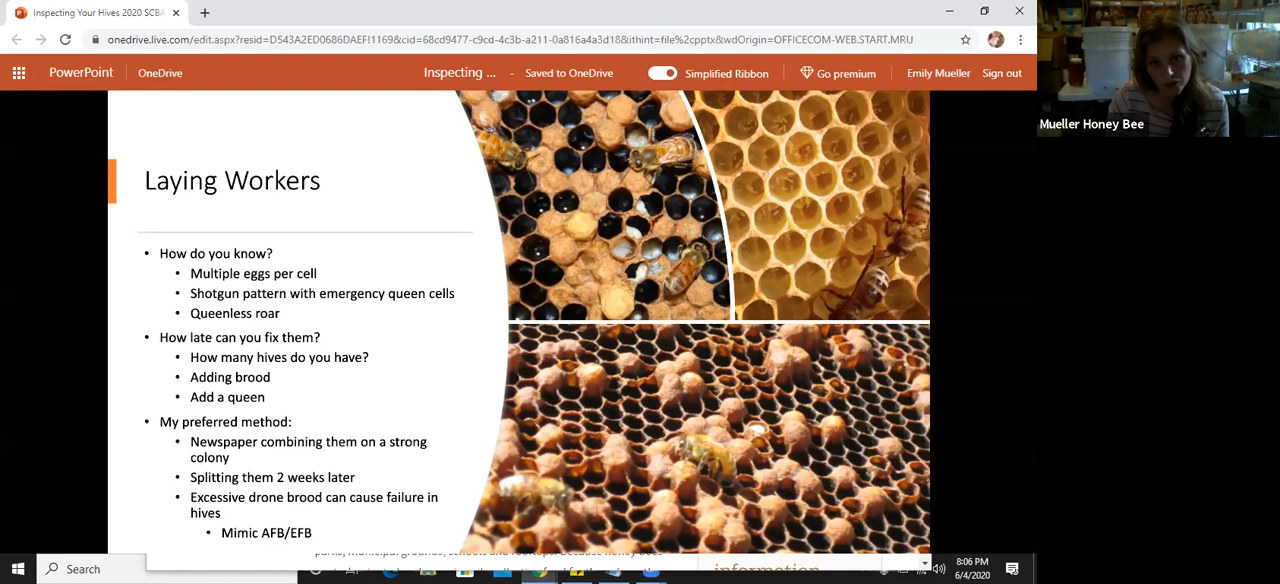 Inspecting Your Hives 2020 SCBA
onedrive.live.com/edit.aspx?resid=D543A2ED0686DAEF!1169&cid=68cd9477-c9cd-4c3b-a211-0a816a4a3d18&ithint=file%2cpptx&wdOrigin=OFFICECOM-WEB.START.MRU
PowerPoint OneDrive Inspecting ... - Saved to OneDrive Simplified Ribbon Go premium Emily Mueller Sign out
Mueller Honey Bee
Laying Workers
• How do you know?
• Multiple eggs per cell
• Shotgun pattern with emergency queen cells
• Queenless roar
• How late can you fix them?
• How many hives do you have?
• Adding brood
• Add a queen
• My preferred method:
• Newspaper combining them on a strong
colony
• Splitting them 2 weeks later
• Excessive drone brood can cause failure in
hives
• Mimic AFB/EFB
Search
8:06 PM
6/4/2020